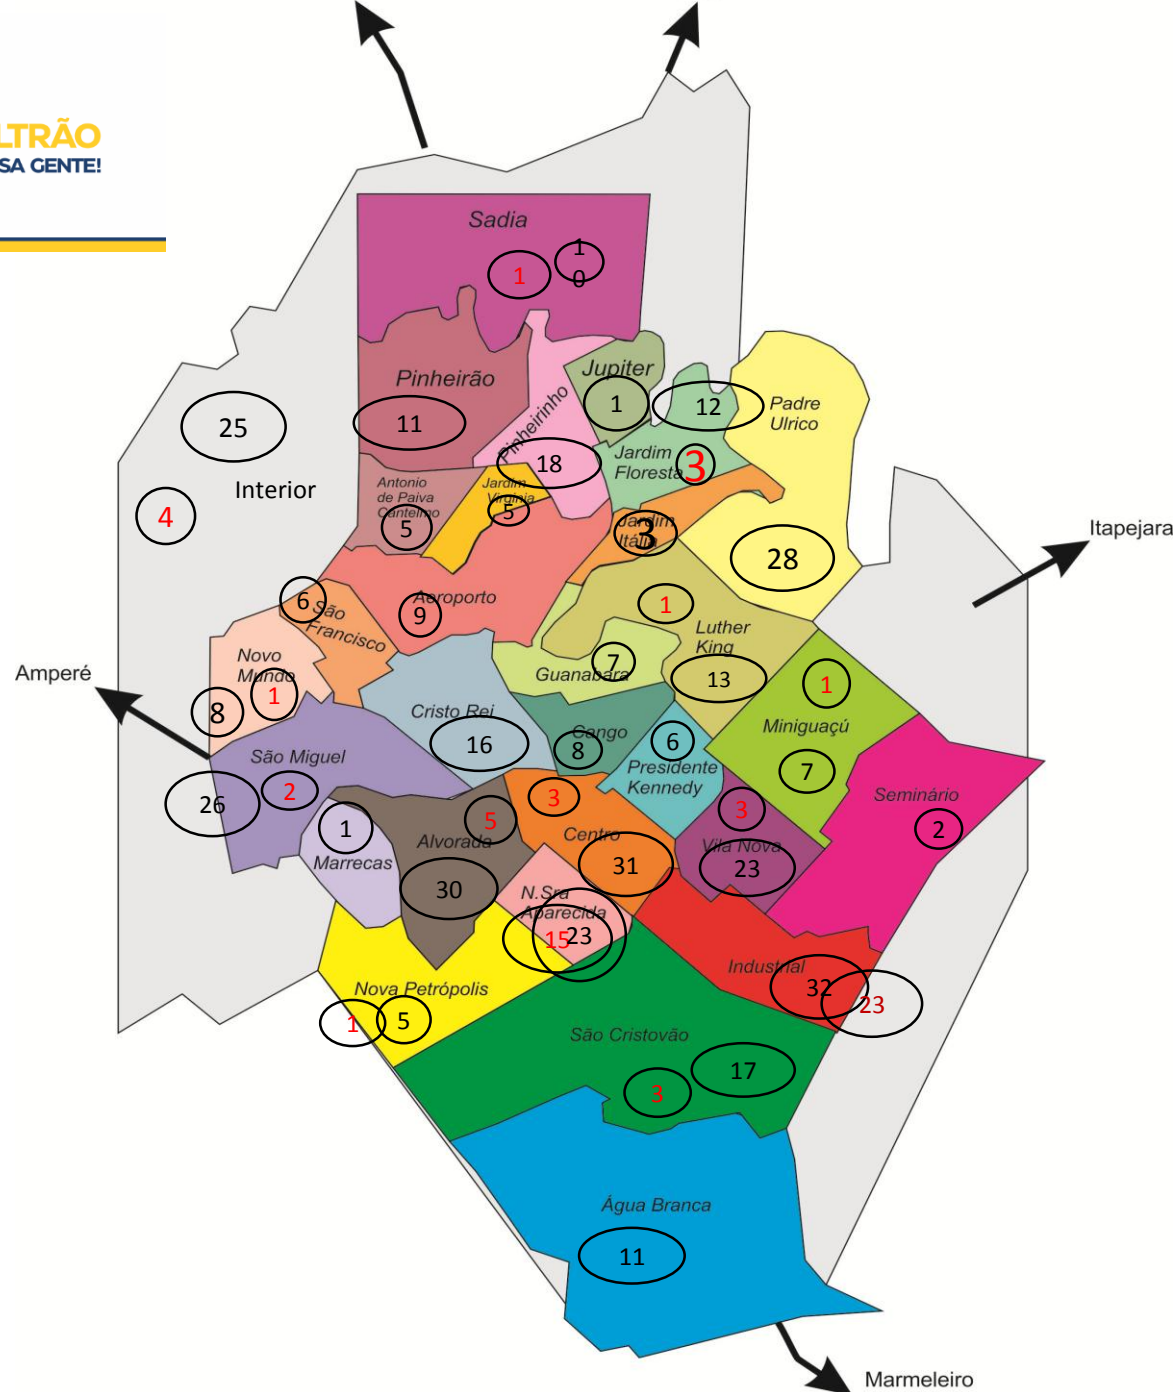 LTRÃO
SA GENTE!
Sadia
1
1
0
Pinheirão
11
Pinheirinho
18
Jupiter
1
12
Padre
Ulrico
28
Jardim
Floresta
3
25
Interior
4
Antonio
de Paiva
Cantelmo
5
Jardim
Virginia
5
Jardim
Itália
3
Itapejara
6
São
Francisco
Aeroporto
9
1
Luther
King
13
Guanabara
7
Novo
Mundo
1
8
Amperé
Cristo Rei
16
Cango
8
6
Presidente
Kennedy
1
Miniguaçú
7
São Miguel
2
26
Seminário
2
1
Marrecas
5
Alvorada
30
3
Centro
31
3
Vila Nova
23
N.Sra
Aparecida
15
23
Industrial
32
23
Nova Petrópolis
1
5
São Cristovão
17
3
Água Branca
11
Marmeleiro